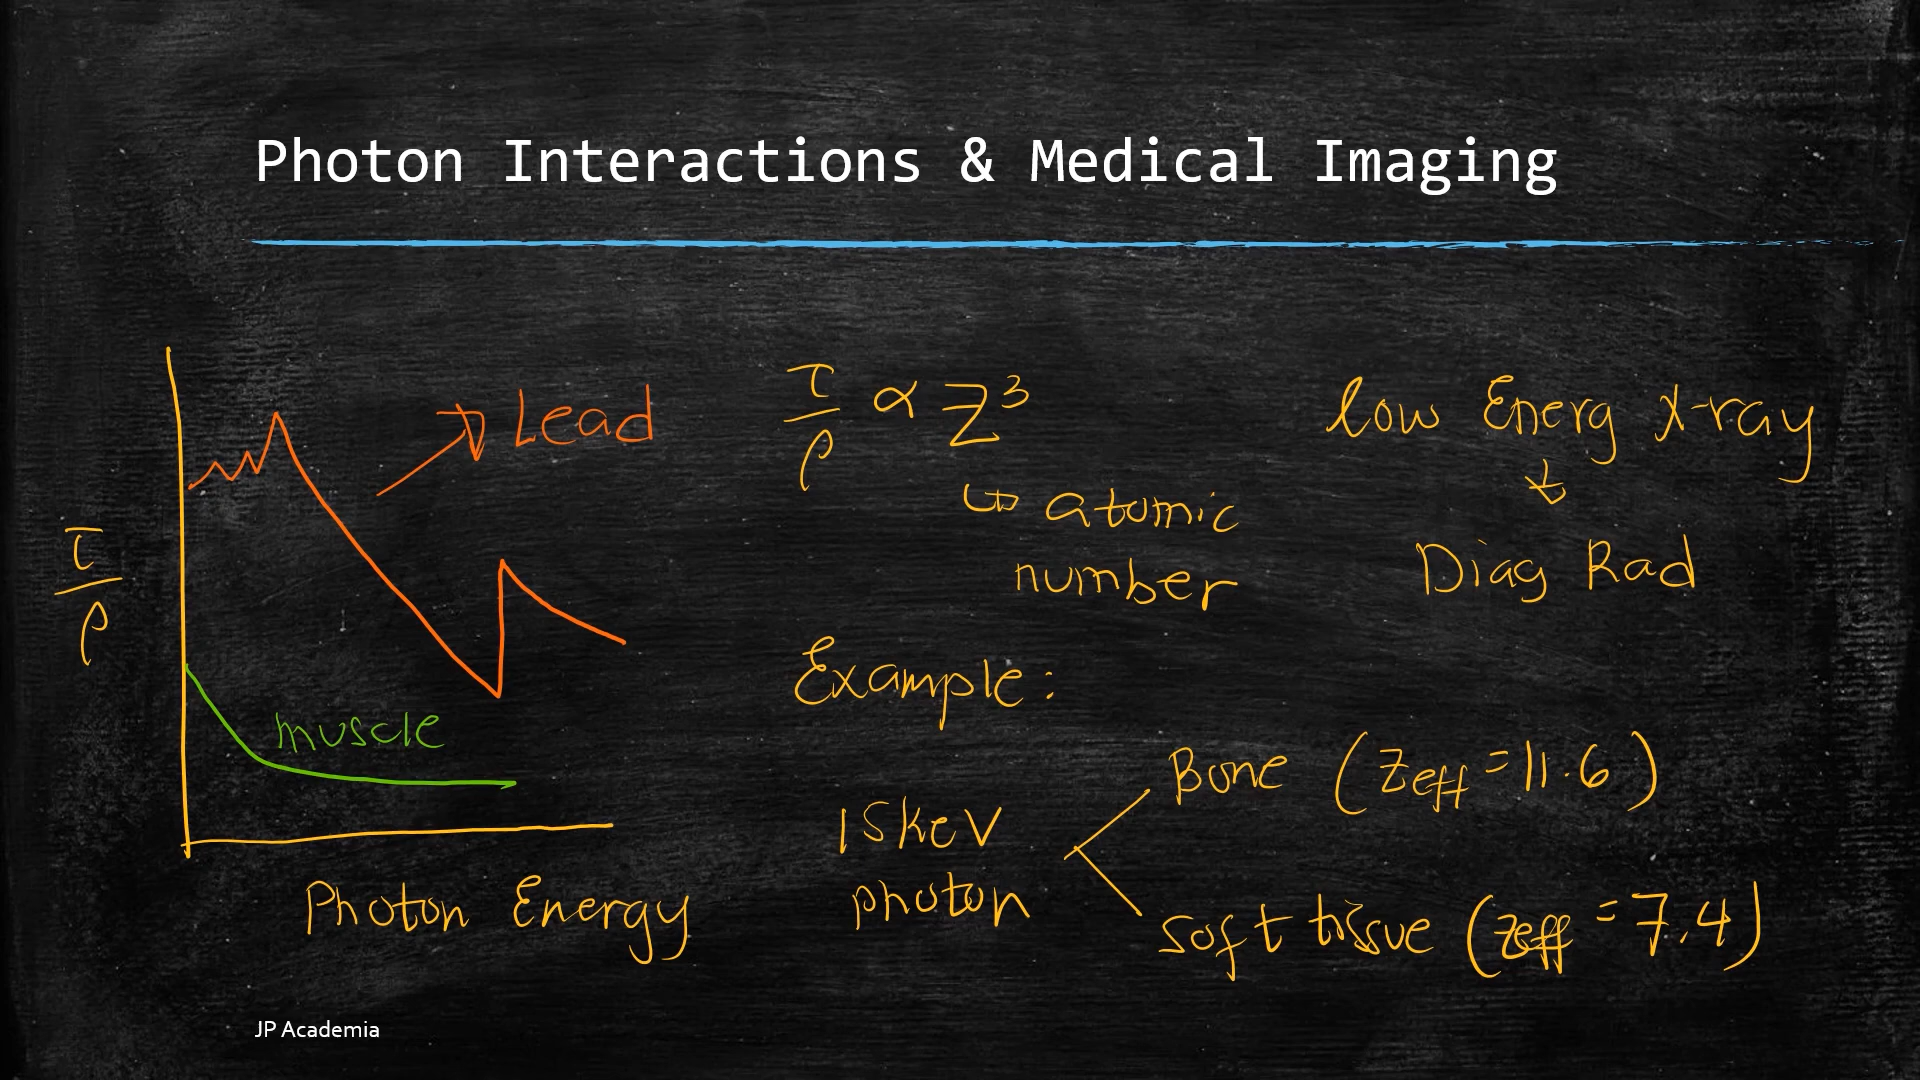 Photon Interactions & Medical Imaging
Lead
τ/ρ
muscle
Photon Energy
τ/ρ ∝ Z³
↳ atomic
number
low Energ X-ray
↓
Diag Rad
Example:
15keV
photon
Bone (Zeff = 11.6)
Soft tissue (Zeff = 7.4)
JP Academia